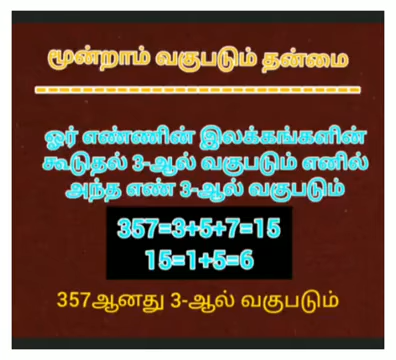 மூன்றாம் வகுபடும் தன்மை
ஓர் எண்ணின் இலக்கங்களின்
கூடுதல் 3-ஆல் வகுபடும் எனில்
அந்த எண் 3-ஆல் வகுபடும்
357=3+5+7=15
15=1+5=6
357ஆனது 3-ஆல் வகுபடும்